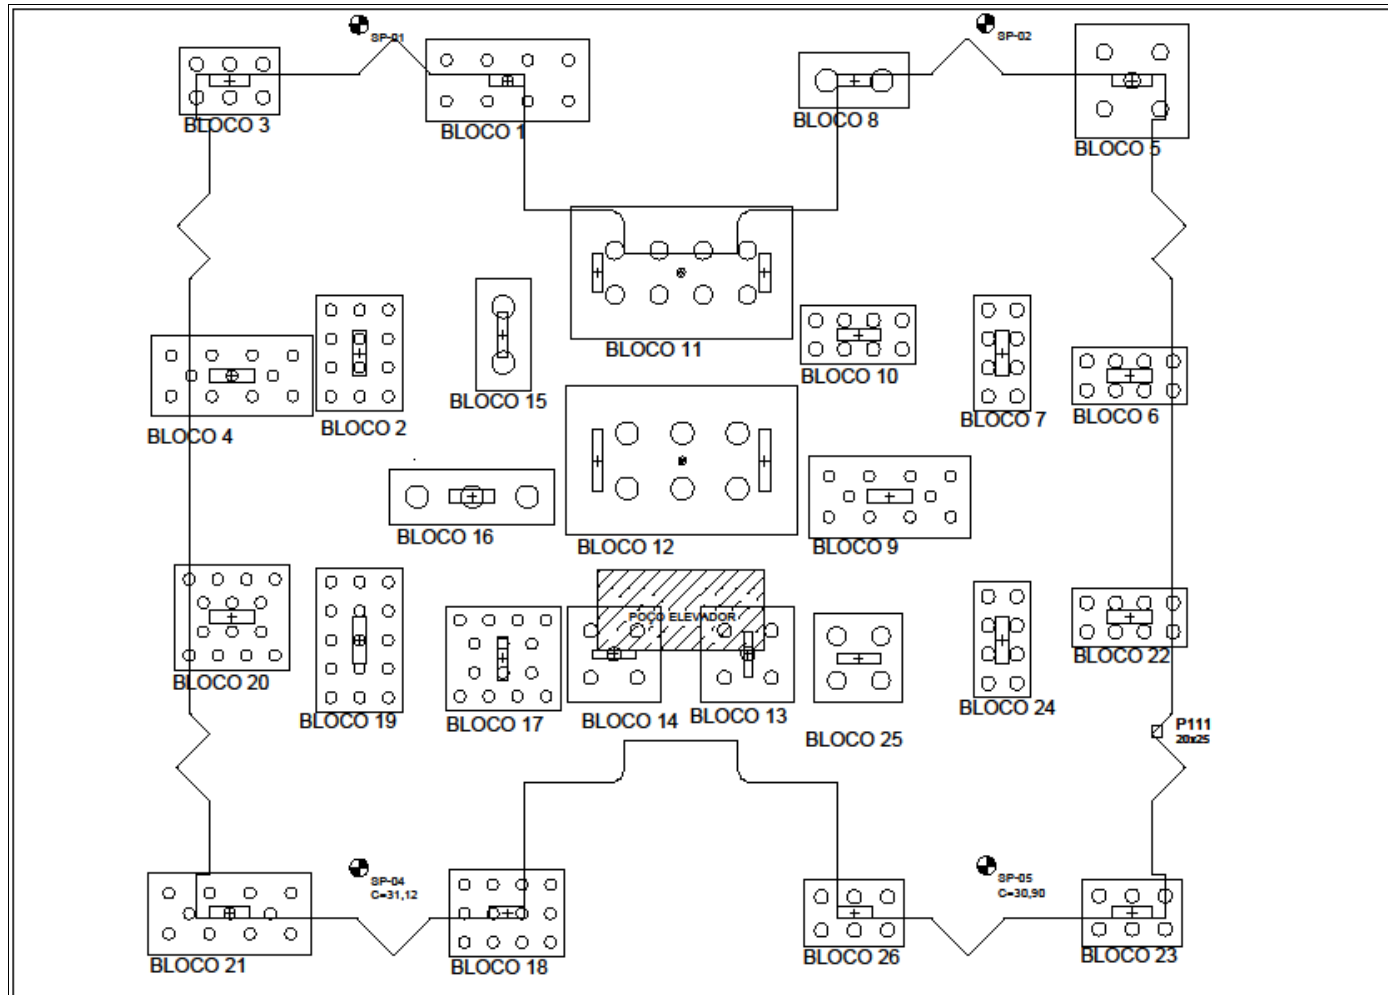 SP-01
SP-02
BLOCO 3
BLOCO 1
BLOCO 8
BLOCO 5
BLOCO 11
BLOCO 10
BLOCO 15
BLOCO 7
BLOCO 6
BLOCO 4
BLOCO 2
BLOCO 16
BLOCO 12
BLOCO 9
POÇO ELEVADOR
BLOCO 20
BLOCO 19
BLOCO 17
BLOCO 14
BLOCO 13
BLOCO 25
BLOCO 24
BLOCO 22
P111
20x25
SP-04
C=31,12
SP-05
C=30,90
BLOCO 21
BLOCO 18
BLOCO 26
BLOCO 23